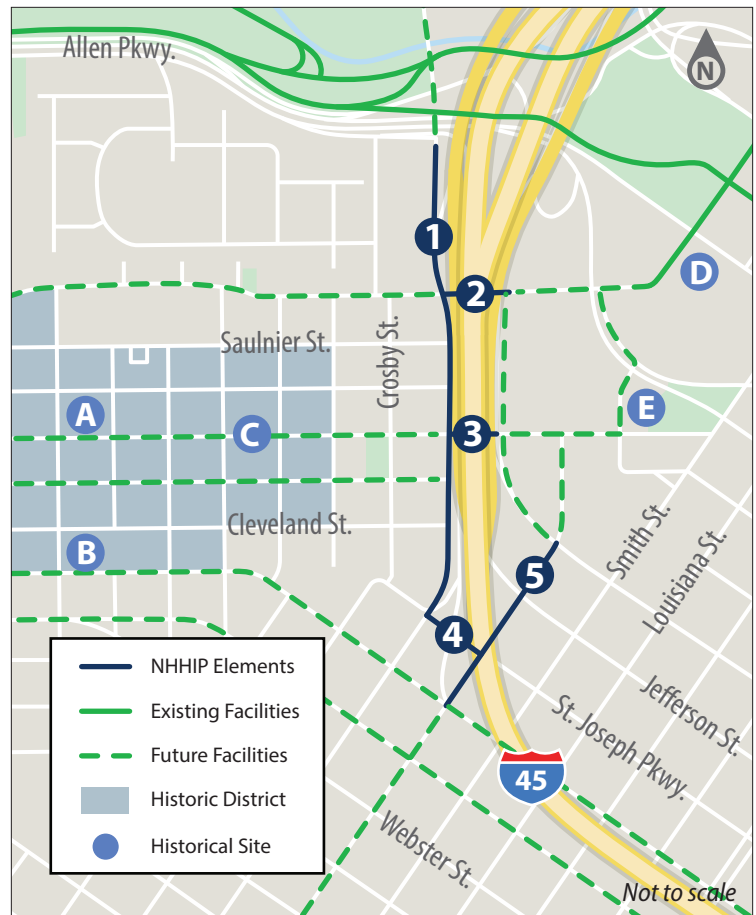 Allen Pkwy.
N
1
D
2
Saulnier St.
Crosby St.
A
E
C
3
Smith St.
Cleveland St.
B
5
Louisiana St.
4
NHHIP Elements
Existing Facilities
Future Facilities
Historic District
Historical Site
Jefferson St.
St. Joseph Pkwy.
45
Webster St.
Not to scale